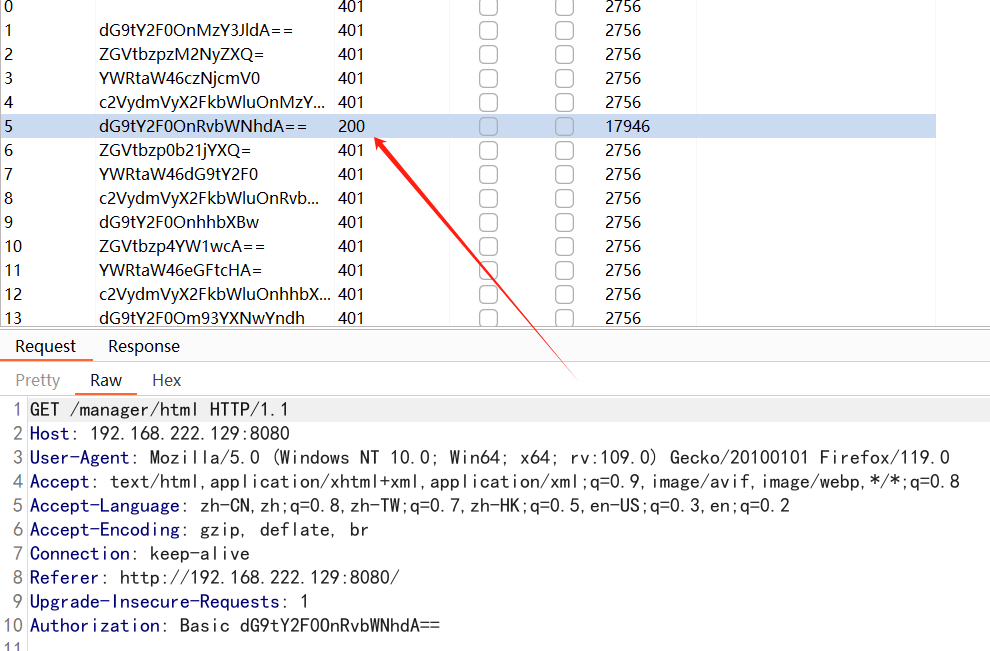 0 401 2756
1 dG9tY2F0OnMzY3JldA== 401 2756
2 ZGVtbzpzM2NyZXQ= 401 2756
3 YWRtaW46czNjcmV0 401 2756
4 c2VydmVyX2FkbWluOnMzY... 401 2756
5 dG9tY2F0OnRvbWNhdA== 200 17946
6 ZGVtbzp0b21jYXQ= 401 2756
7 YWRtaW46dG9tY2F0 401 2756
8 c2VydmVyX2FkbWluOnRvb... 401 2756
9 dG9tY2F0OnhhbXBw 401 2756
10 ZGVtbzp4YW1wcA== 401 2756
11 YWRtaW46eGFtcHA= 401 2756
12 c2VydmVyX2FkbWluOnhhbX... 401 2756
13 dG9tY2F0Om93YXNwYndh 401 2756
Request Response
Pretty Raw Hex
1 GET /manager/html HTTP/1.1
2 Host: 192.168.222.129:8080
3 User-Agent: Mozilla/5.0 (Windows NT 10.0; Win64; x64; rv:109.0) Gecko/20100101 Firefox/119.0
4 Accept: text/html,application/xhtml+xml,application/xml;q=0.9,image/avif,image/webp,*/*;q=0.8
5 Accept-Language: zh-CN,zh;q=0.8,zh-TW;q=0.7,zh-HK;q=0.5,en-US;q=0.3,en;q=0.2
6 Accept-Encoding: gzip, deflate, br
7 Connection: keep-alive
8 Referer: http://192.168.222.129:8080/
9 Upgrade-Insecure-Requests: 1
10 Authorization: Basic dG9tY2F0OnRvbWNhdA==
11